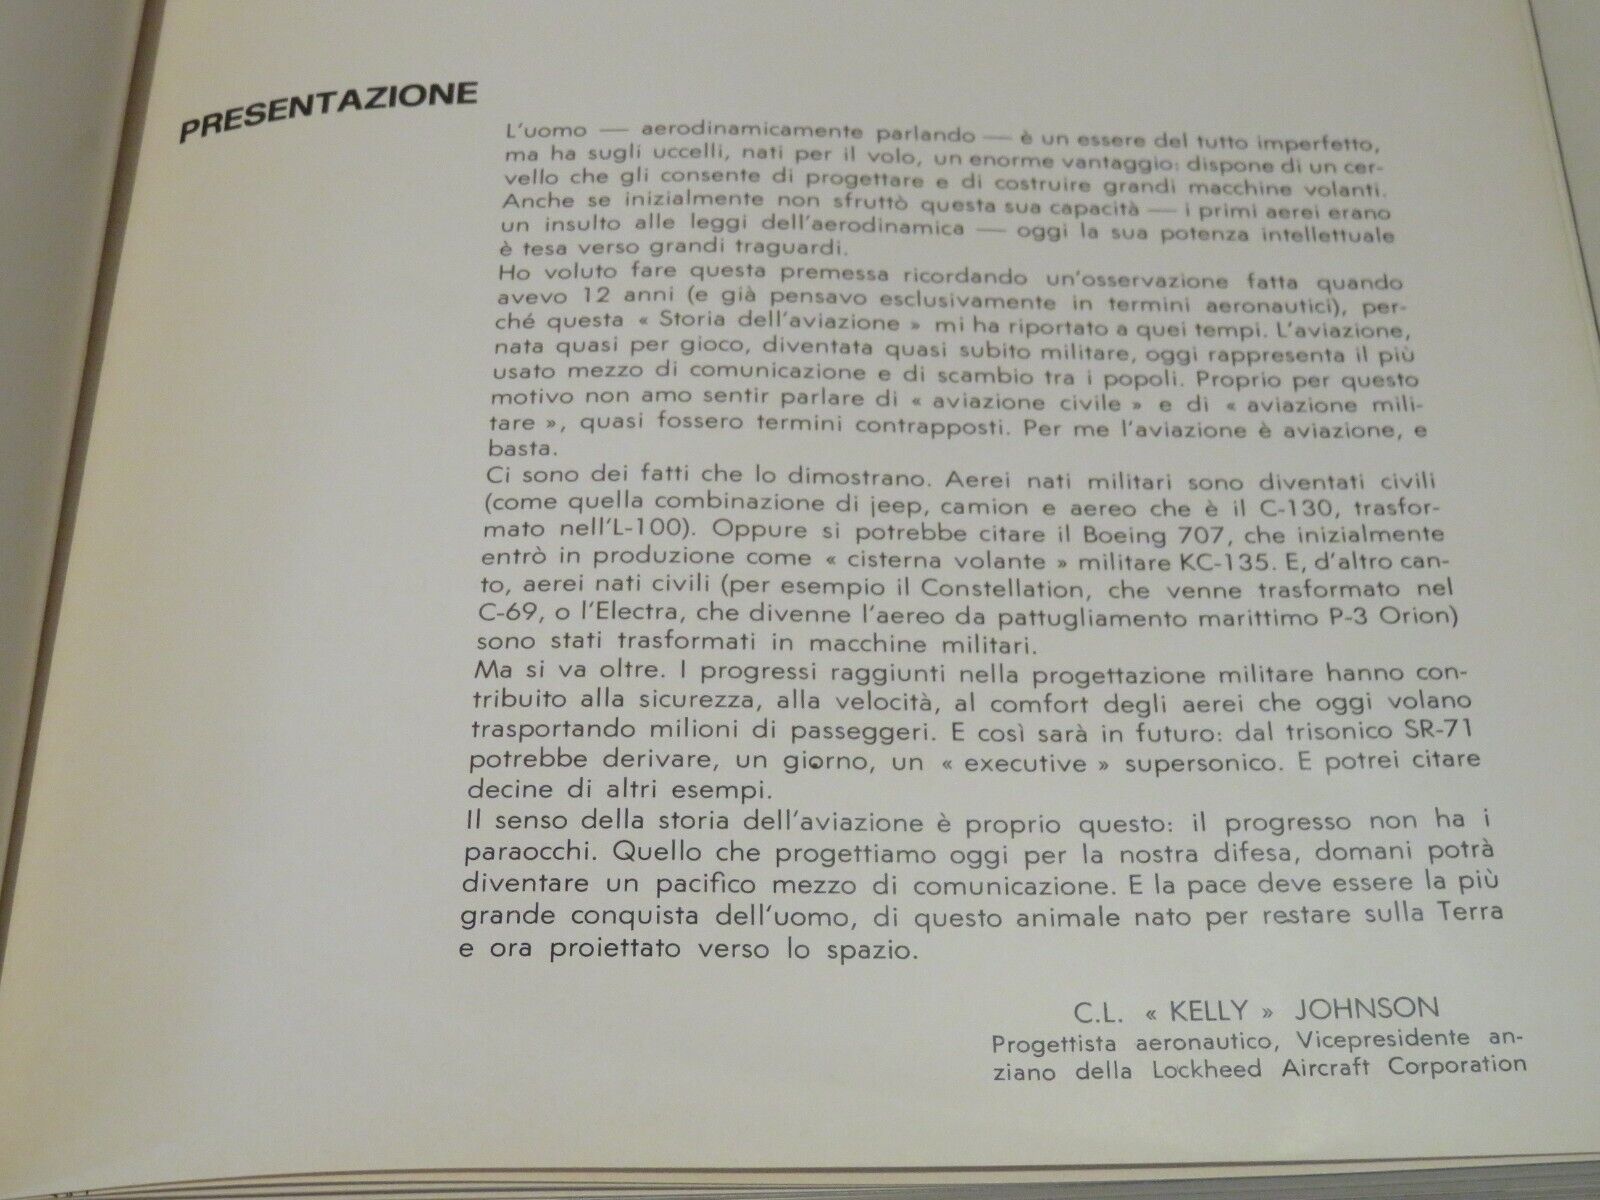 PRESENTAZIONE
L'uomo — aerodinamicamente parlando — è un essere del tutto imperfetto,
ma ha sugli uccelli, nati per il volo, un enorme vantaggio: dispone di un cer-
vello che gli consente di progettare e di costruire grandi macchine volanti.
Anche se inizialmente non sfruttò questa sua capacità — i primi aerei erano
un insulto alle leggi dell'aerodinamica — oggi la sua potenza intellettuale
è tesa verso grandi traguardi.
Ho voluto fare questa premessa ricordando un'osservazione fatta quando
avevo 12 anni (e già pensavo esclusivamente in termini aeronautici), per-
ché questa « Storia dell'aviazione » mi ha riportato a quei tempi. L'aviazione,
nata quasi per gioco, diventata quasi subito militare, oggi rappresenta il più
usato mezzo di comunicazione e di scambio tra i popoli. Proprio per questo
motivo non amo sentir parlare di « aviazione civile » e di « aviazione mili-
tare », quasi fossero termini contrapposti. Per me l'aviazione è aviazione, e
basta.
Ci sono dei fatti che lo dimostrano. Aerei nati militari sono diventati civili
(come quella combinazione di jeep, camion e aereo che è il C-130, trasfor-
mato nell'L-100). Oppure si potrebbe citare il Boeing 707, che inizialmente
entrò in produzione come « cisterna volante » militare KC-135. E, d'altro can-
to, aerei nati civili (per esempio il Constellation, che venne trasformato nel
C-69, o l'Electra, che divenne l'aereo da pattugliamento marittimo P-3 Orion)
sono stati trasformati in macchine militari.
Ma si va oltre. I progressi raggiunti nella progettazione militare hanno con-
tribuito alla sicurezza, alla velocità, al comfort degli aerei che oggi volano
trasportando milioni di passeggeri. E così sarà in futuro: dal trisonico SR-71
potrebbe derivare, un giorno, un « executive » supersonico. E potrei citare
decine di altri esempi.
Il senso della storia dell'aviazione è proprio questo: il progresso non ha i
paraocchi. Quello che progettiamo oggi per la nostra difesa, domani potrà
diventare un pacifico mezzo di comunicazione. E la pace deve essere la più
grande conquista dell'uomo, di questo animale nato per restare sulla Terra
e ora proiettato verso lo spazio.
C.L. « KELLY » JOHNSON
Progettista aeronautico, Vicepresidente an-
ziano della Lockheed Aircraft Corporation